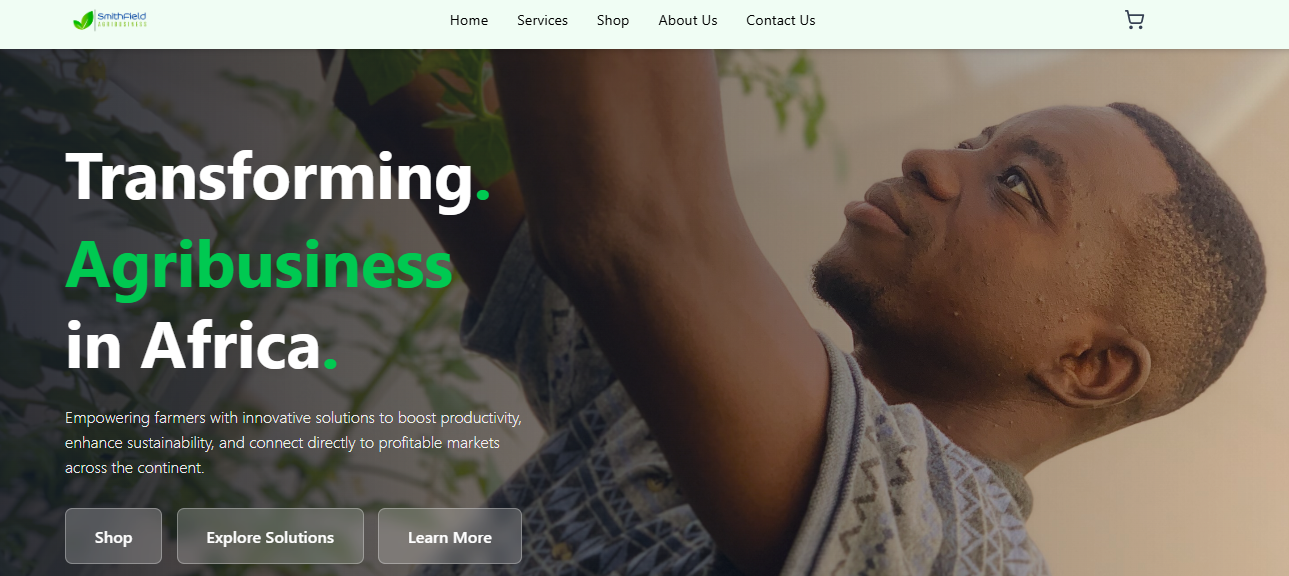 SmithField
AGRIBUSINESS
Home
Services
Shop
About Us
Contact Us
Transforming.
Agribusiness
in Africa.
Empowering farmers with innovative solutions to boost productivity,
enhance sustainability, and connect directly to profitable markets
across the continent.
Shop
Explore Solutions
Learn More